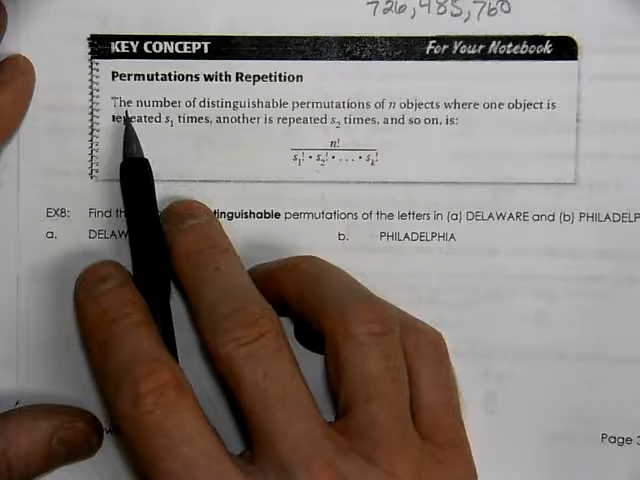 726,485,760
KEY CONCEPT For Your Notebook
Permutations with Repetition
The number of distinguishable permutations of n objects where one object is
repeated s₁ times, another is repeated s₂ times, and so on, is:
n!
s₁! • s₂! • . . . • sₖ!
EX8: Find th tinguishable permutations of the letters in (a) DELAWARE and (b) PHILADELP
a. DELAW b. PHILADELPHIA
Page 3